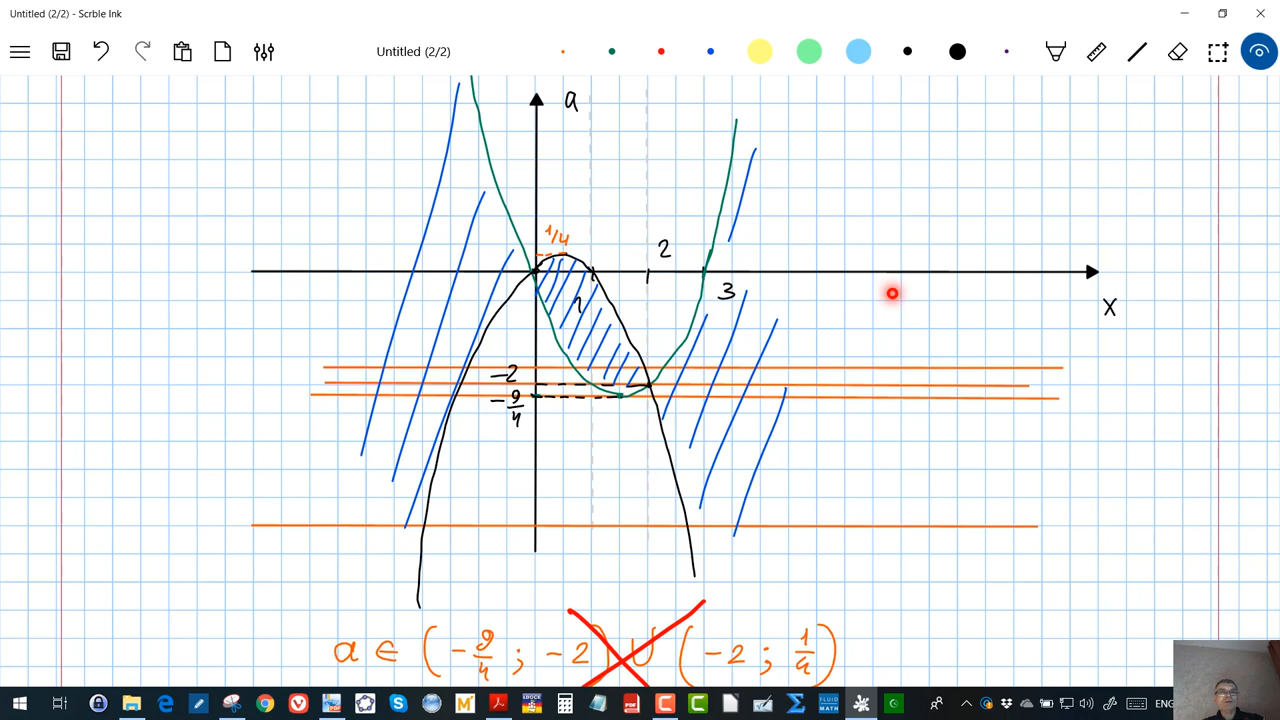 Untitled (2/2) - Scrble Ink
Untitled (2/2)
a
1/4
2
1
3
x
-2
-9/4
a ∈ (-9/4 ; -2) ∪ (-2 ; 1/4)
ENG